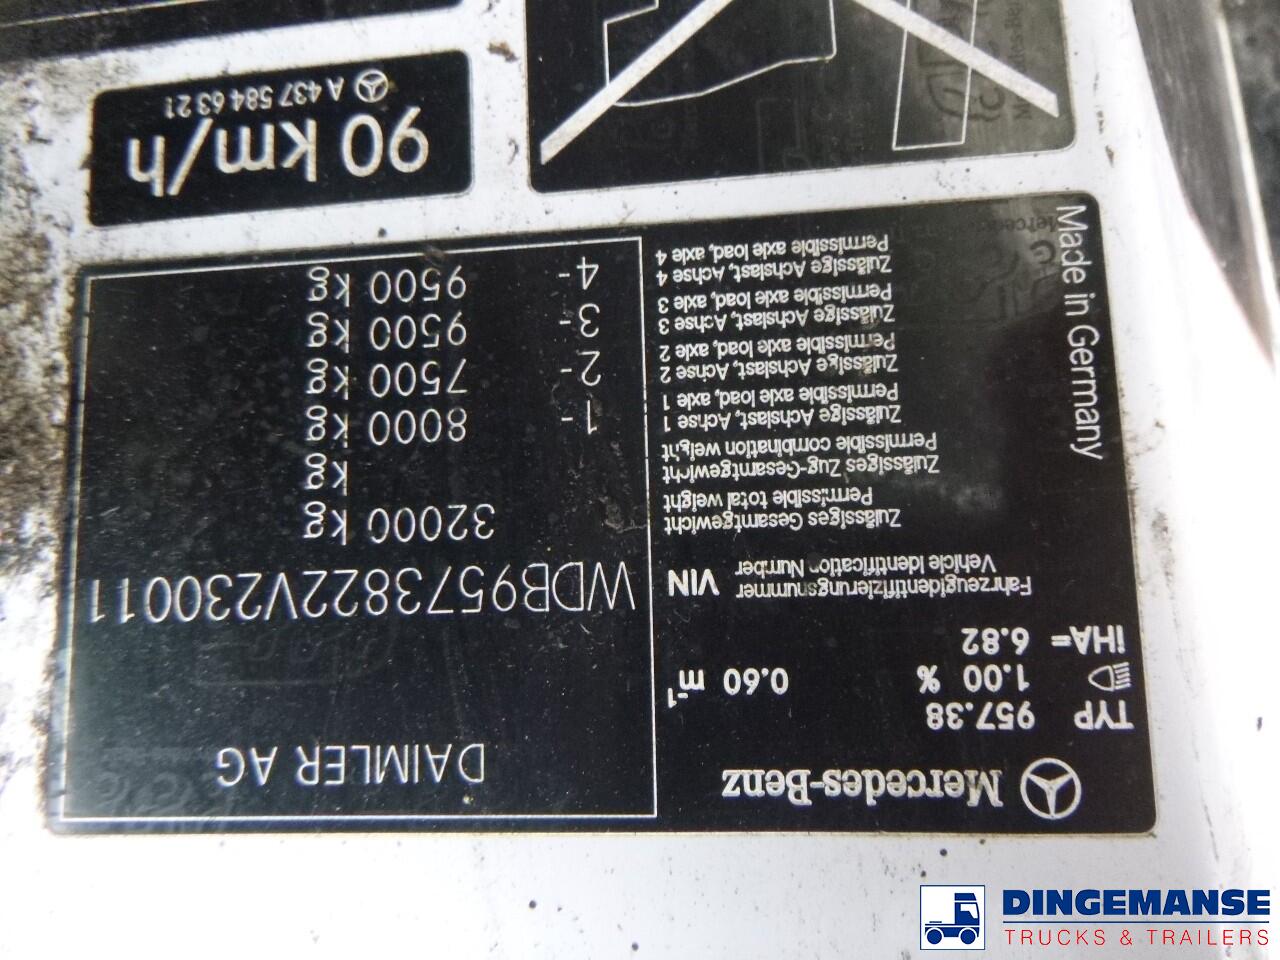 Mercedes-Benz
DAIMLER AG
TYP 957.38
1.00 % 0.60 m⁻¹
iHA= 6.82
Fahrzeugidentifizierungsnummer
Vehicle Identification Number
VIN WDB9573822V230011
Zulässiges Gesamtgewicht
Permissible total weight
32000 kg
Zulässiges Zug-Gesamtgewicht
Permissible combination weight
kg
Zulässige Achslast, Achse 1
Permissible axle load, axle 1
1- 8000 kg
Zulässige Achslast, Achse 2
Permissible axle load, axle 2
2- 7500 kg
Zulässige Achslast, Achse 3
Permissible axle load, axle 3
3- 9500 kg
Zulässige Achslast, Achse 4
Permissible axle load, axle 4
4- 9500 kg
Made in Germany
90 km/h
A 437 584 63 21
DINGEMANSE
TRUCKS & TRAILERS